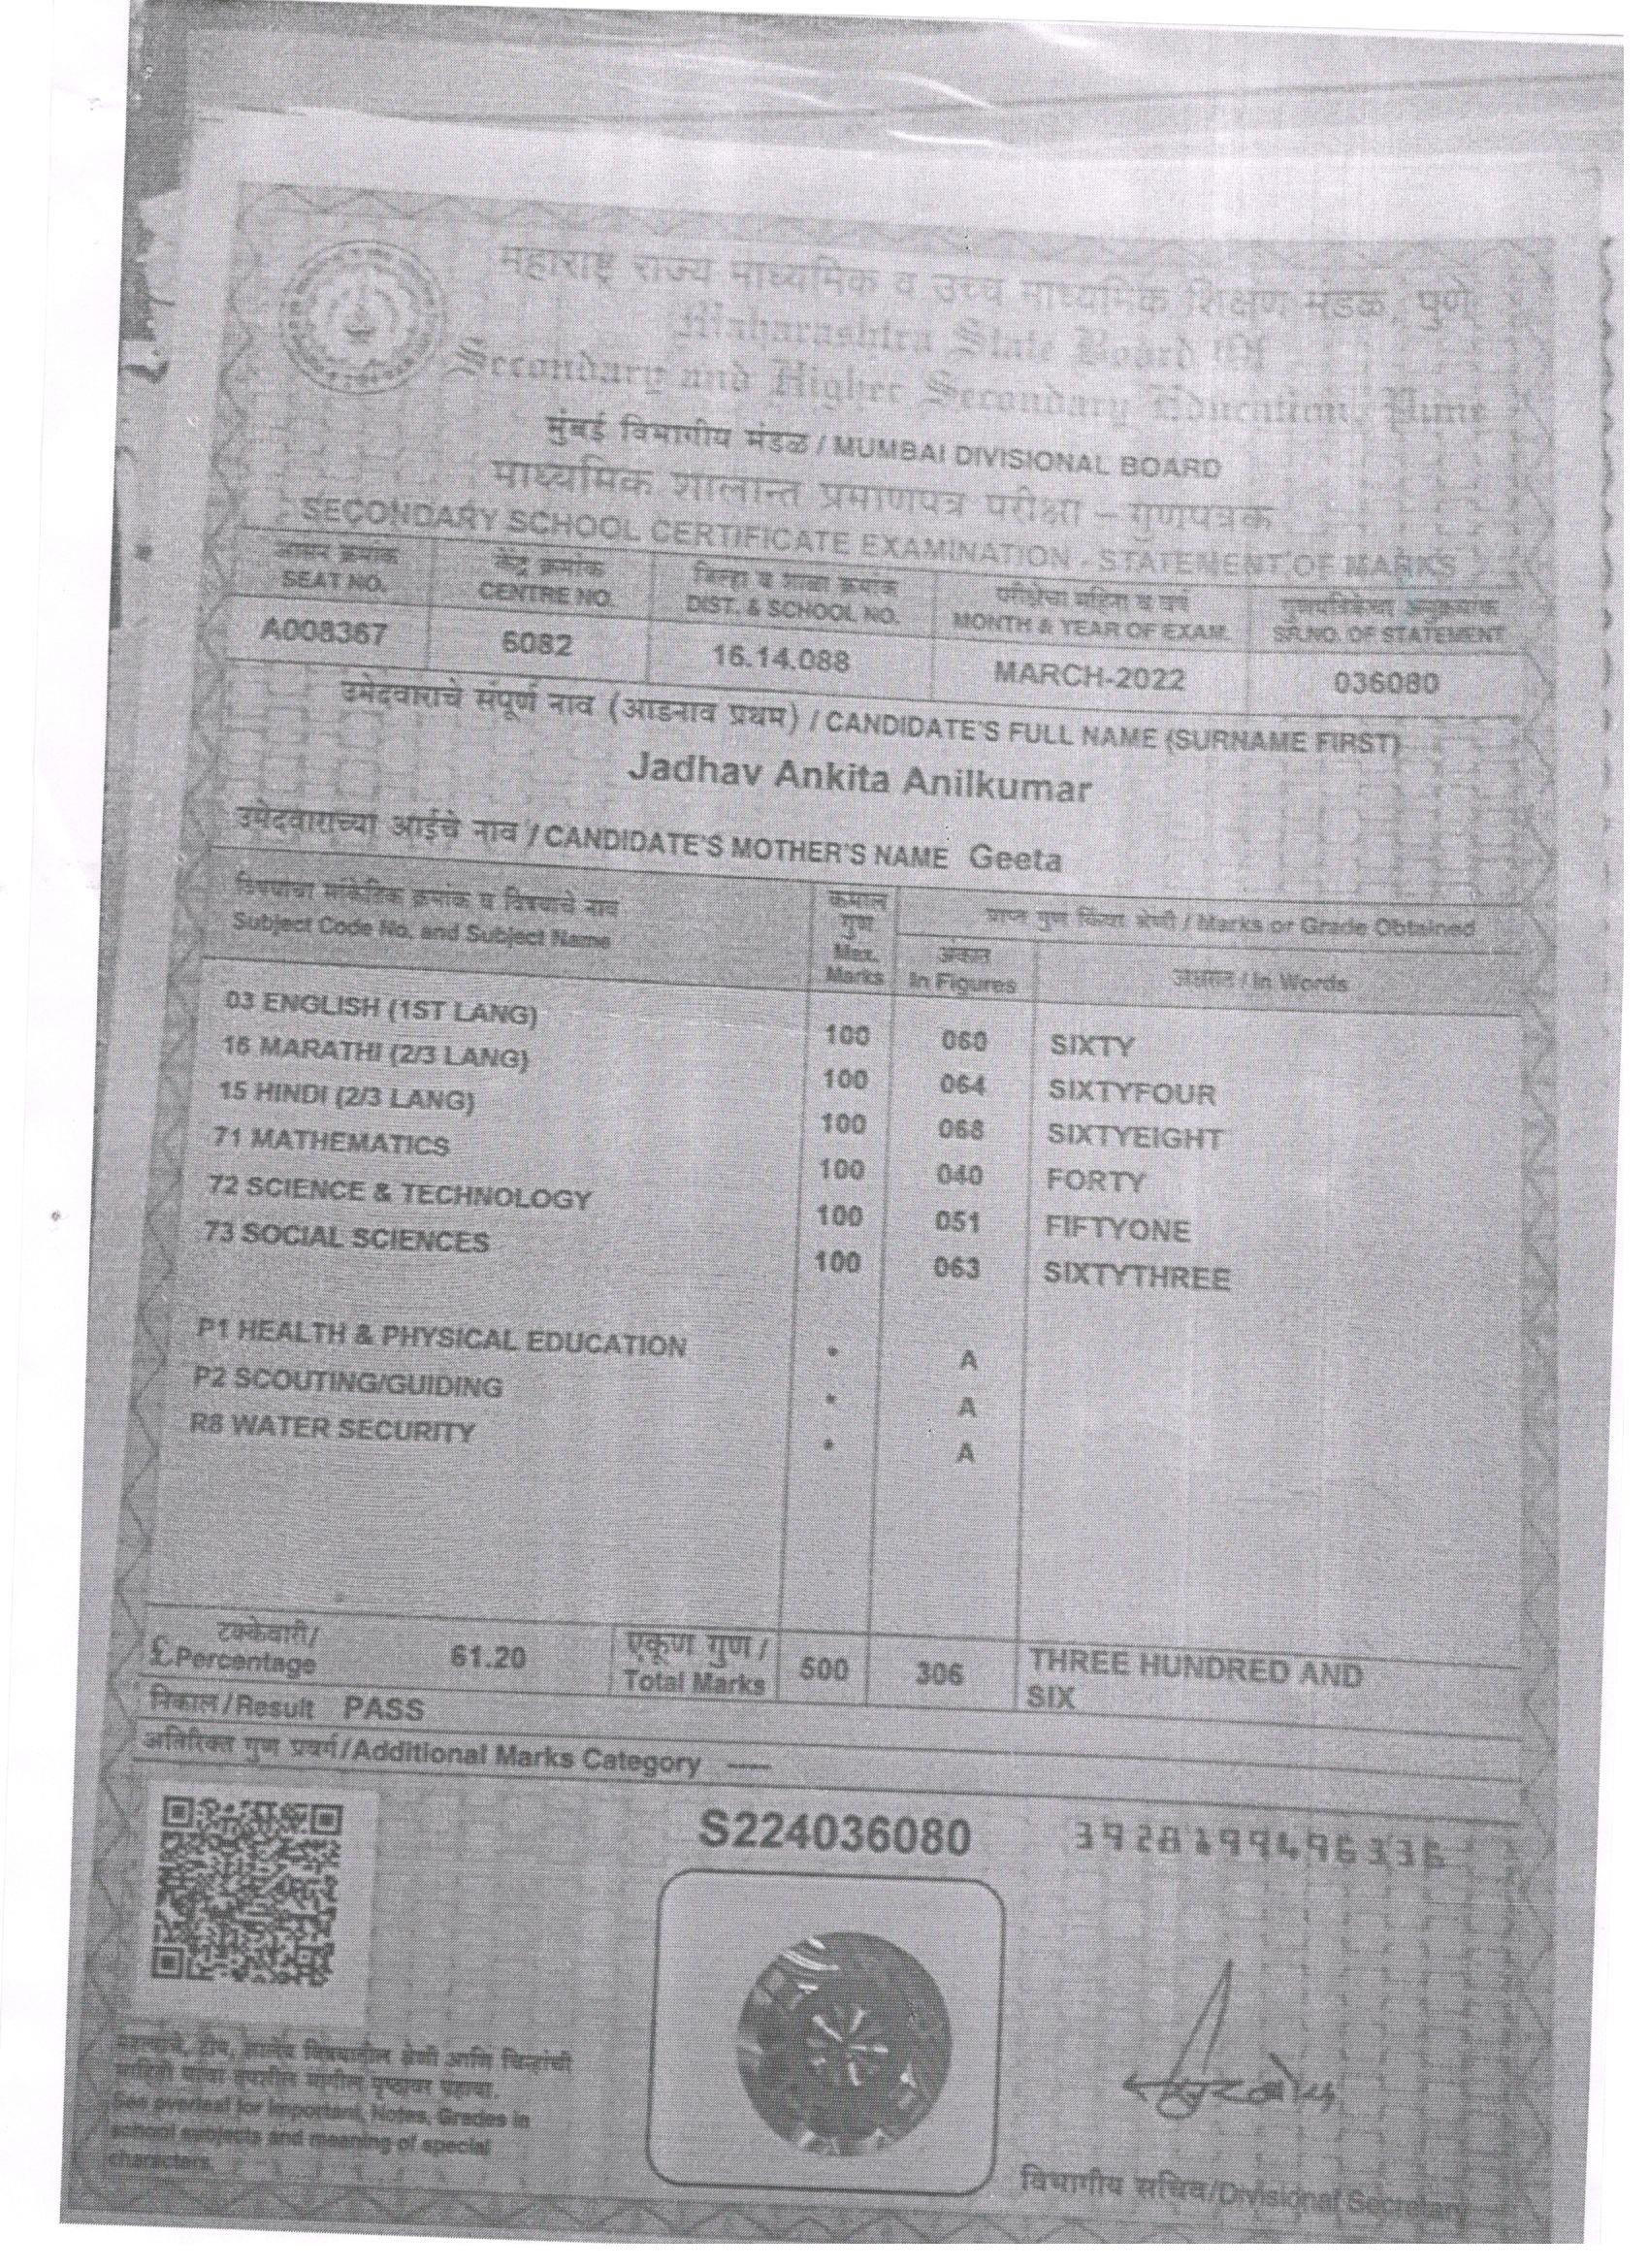 महाराष्ट्र राज्य माध्यमिक व उच्च माध्यमिक शिक्षण मंडळ, पुणे
Maharashtra State Board Of
Secondary and Higher Secondary Education, Pune
मुंबई विभागीय मंडळ / MUMBAI DIVISIONAL BOARD
माध्यमिक शालान्त प्रमाणपत्र परीक्षा – गुणपत्रक
SECONDARY SCHOOL CERTIFICATE EXAMINATION - STATEMENT OF MARKS
आसन क्रमांक केंद्र क्रमांक जिल्हा व शाळा क्रमांक परीक्षेचा महिना व वर्ष गुणपत्रिकेचा अनुक्रमांक
SEAT NO. CENTRE NO. DIST. & SCHOOL NO. MONTH & YEAR OF EXAM. SR.NO. OF STATEMENT
A008367 6082 16.14.088 MARCH-2022 036080
उमेदवाराचे संपूर्ण नाव (आडनाव प्रथम) / CANDIDATE'S FULL NAME (SURNAME FIRST)
Jadhav Ankita Anilkumar
उमेदवाराच्या आईचे नाव / CANDIDATE'S MOTHER'S NAME Geeta
विषयाचा सांकेतिक क्रमांक व विषयाचे नाव
Subject Code No. and Subject Name
कमाल
गुण
Max.
Marks
प्राप्त गुण किंवा श्रेणी / Marks or Grade Obtained
अंकात
In Figures
अक्षरात / In Words
03 ENGLISH (1ST LANG) 100 060 SIXTY
16 MARATHI (2/3 LANG) 100 064 SIXTYFOUR
15 HINDI (2/3 LANG) 100 068 SIXTYEIGHT
71 MATHEMATICS 100 040 FORTY
72 SCIENCE & TECHNOLOGY 100 051 FIFTYONE
73 SOCIAL SCIENCES 100 063 SIXTYTHREE
P1 HEALTH & PHYSICAL EDUCATION * A
P2 SCOUTING/GUIDING * A
R8 WATER SECURITY * A
टक्केवारी/
£ Percentage 61.20
एकूण गुण /
Total Marks 500 306 THREE HUNDRED AND
SIX
निकाल / Result PASS
अतिरिक्त गुण प्रवर्ग / Additional Marks Category ----
S224036080
See overleaf for Important Notes, Grades in
school subjects and meaning of special
characters.
विभागीय सचिव/Divisional Secretary